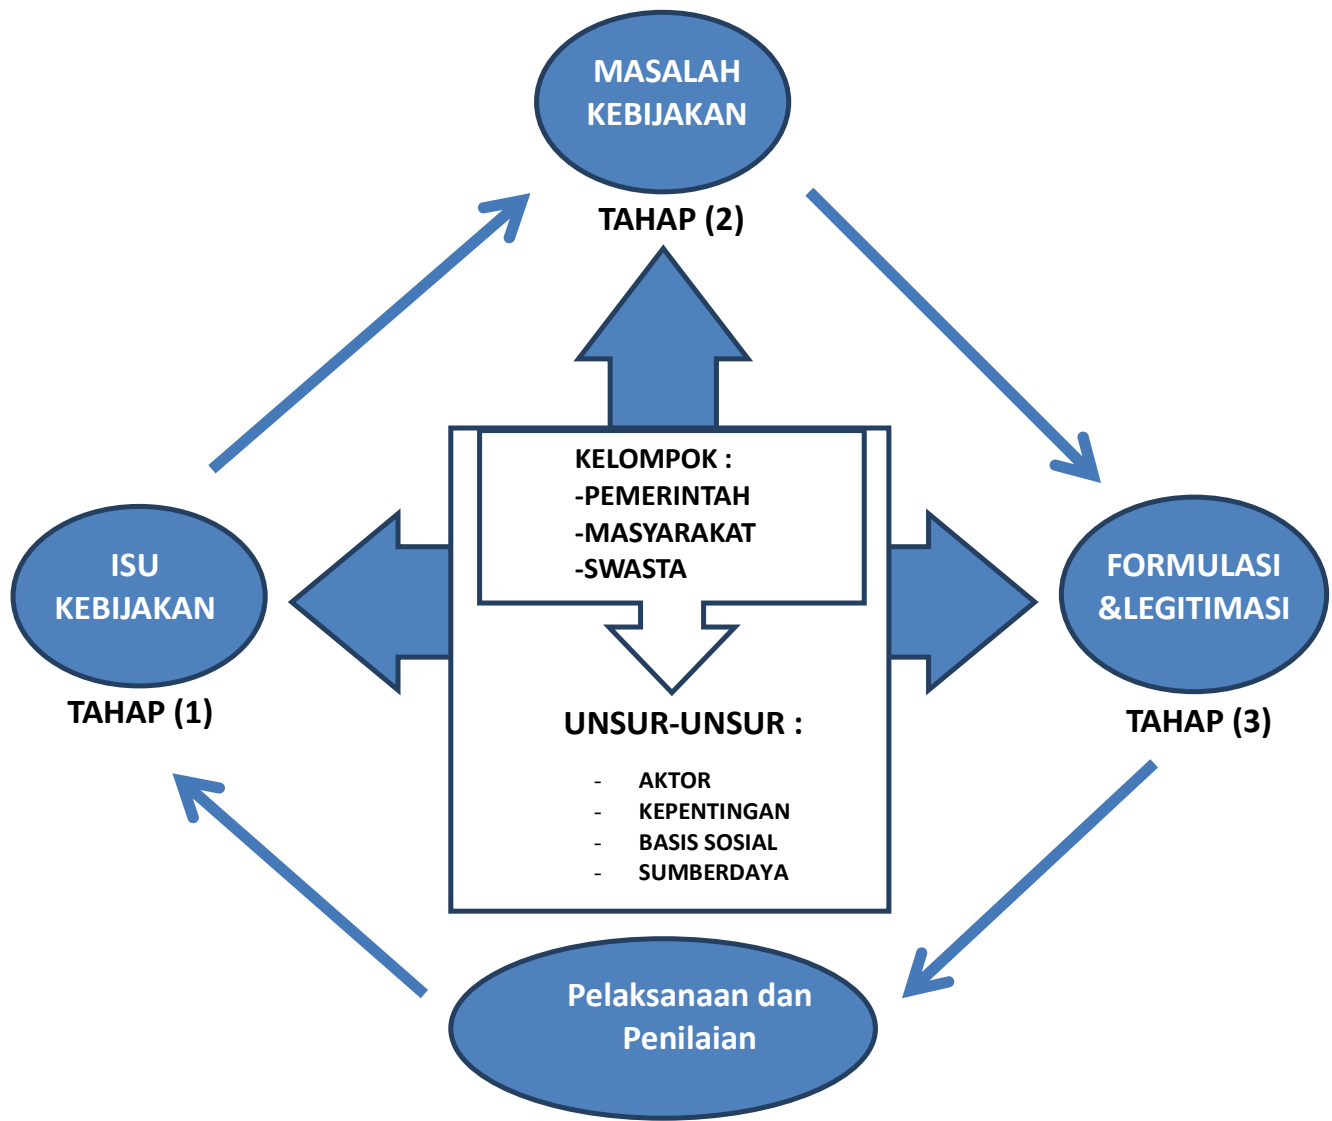 MASALAH
KEBIJAKAN
TAHAP (2)
KELOMPOK :
-PEMERINTAH
-MASYARAKAT
-SWASTA
ISU
KEBIJAKAN
TAHAP (1)
FORMULASI
&LEGITIMASI
TAHAP (3)
UNSUR-UNSUR :
- AKTOR
- KEPENTINGAN
- BASIS SOSIAL
- SUMBERDAYA
Pelaksanaan dan
Penilaian